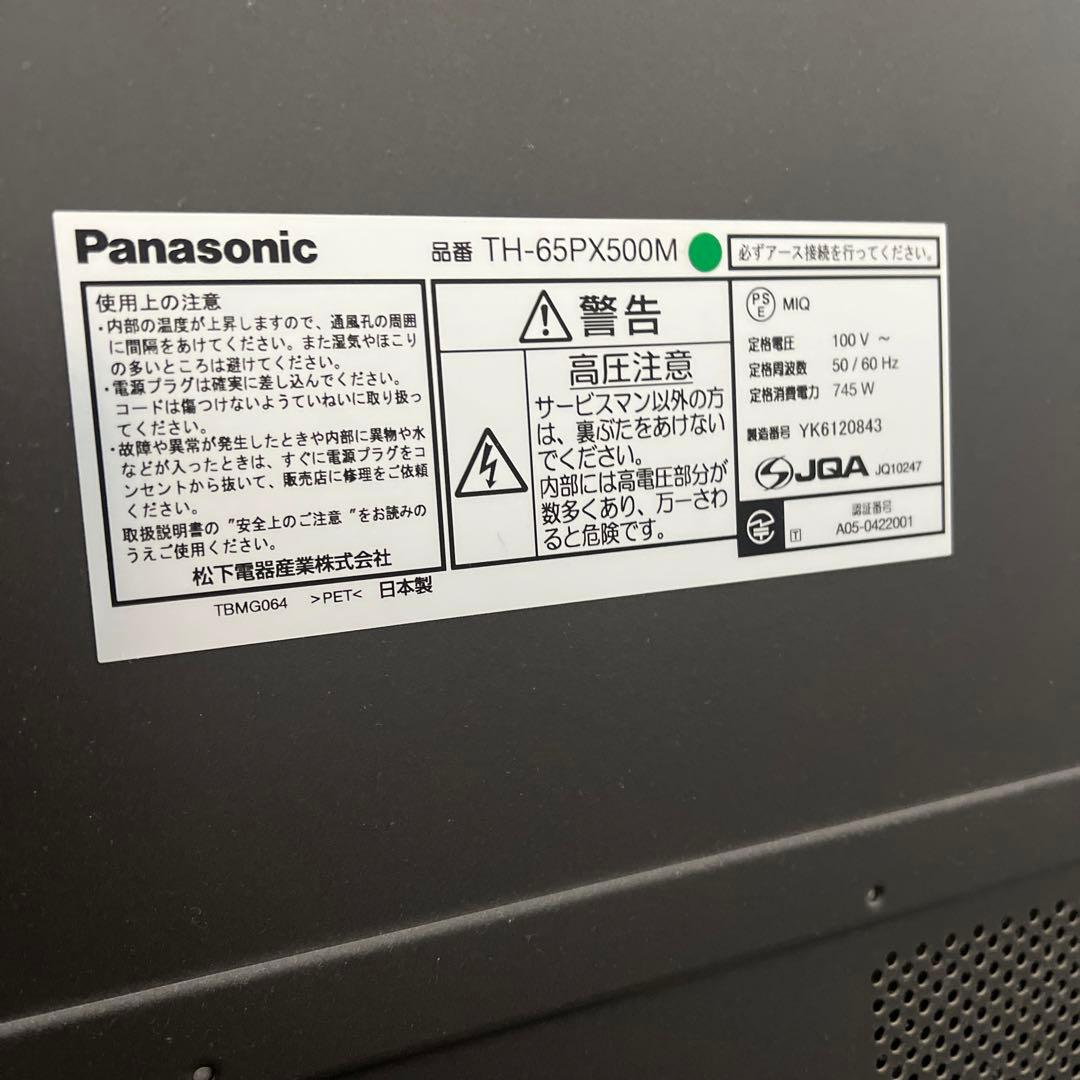 Panasonic
品番 TH-65PX500M
必ずアース接続を行ってください。
使用上の注意
・内部の温度が上昇しますので、通風孔の周囲
に間隔をあけてください。また湿気やほこり
の多いところは避けてください。
・電源プラグは確実に差し込んでください。
コードは傷つけないようていねいに取り扱っ
てください。
・故障や異常が発生したときや内部に異物や水
などが入ったときは、すぐに電源プラグをコ
ンセントから抜いて、販売店に修理をご依頼
ください。
取扱説明書の ”安全上のご注意 ”をお読みの
うえご使用ください。
松下電器産業株式会社
TBMG064 >PET< 日本製
警告
高圧注意
サービスマン以外の方
は、裏ぶたをあけない
でください。
内部には高電圧部分が
数多くあり、万一さわ
ると危険です。
PSE MIQ
定格電圧 100 V ～
定格周波数 50 / 60 Hz
定格消費電力 745 W
製造番号 YK6120843
JQA JQ10247
T
認証番号
A05-0422001